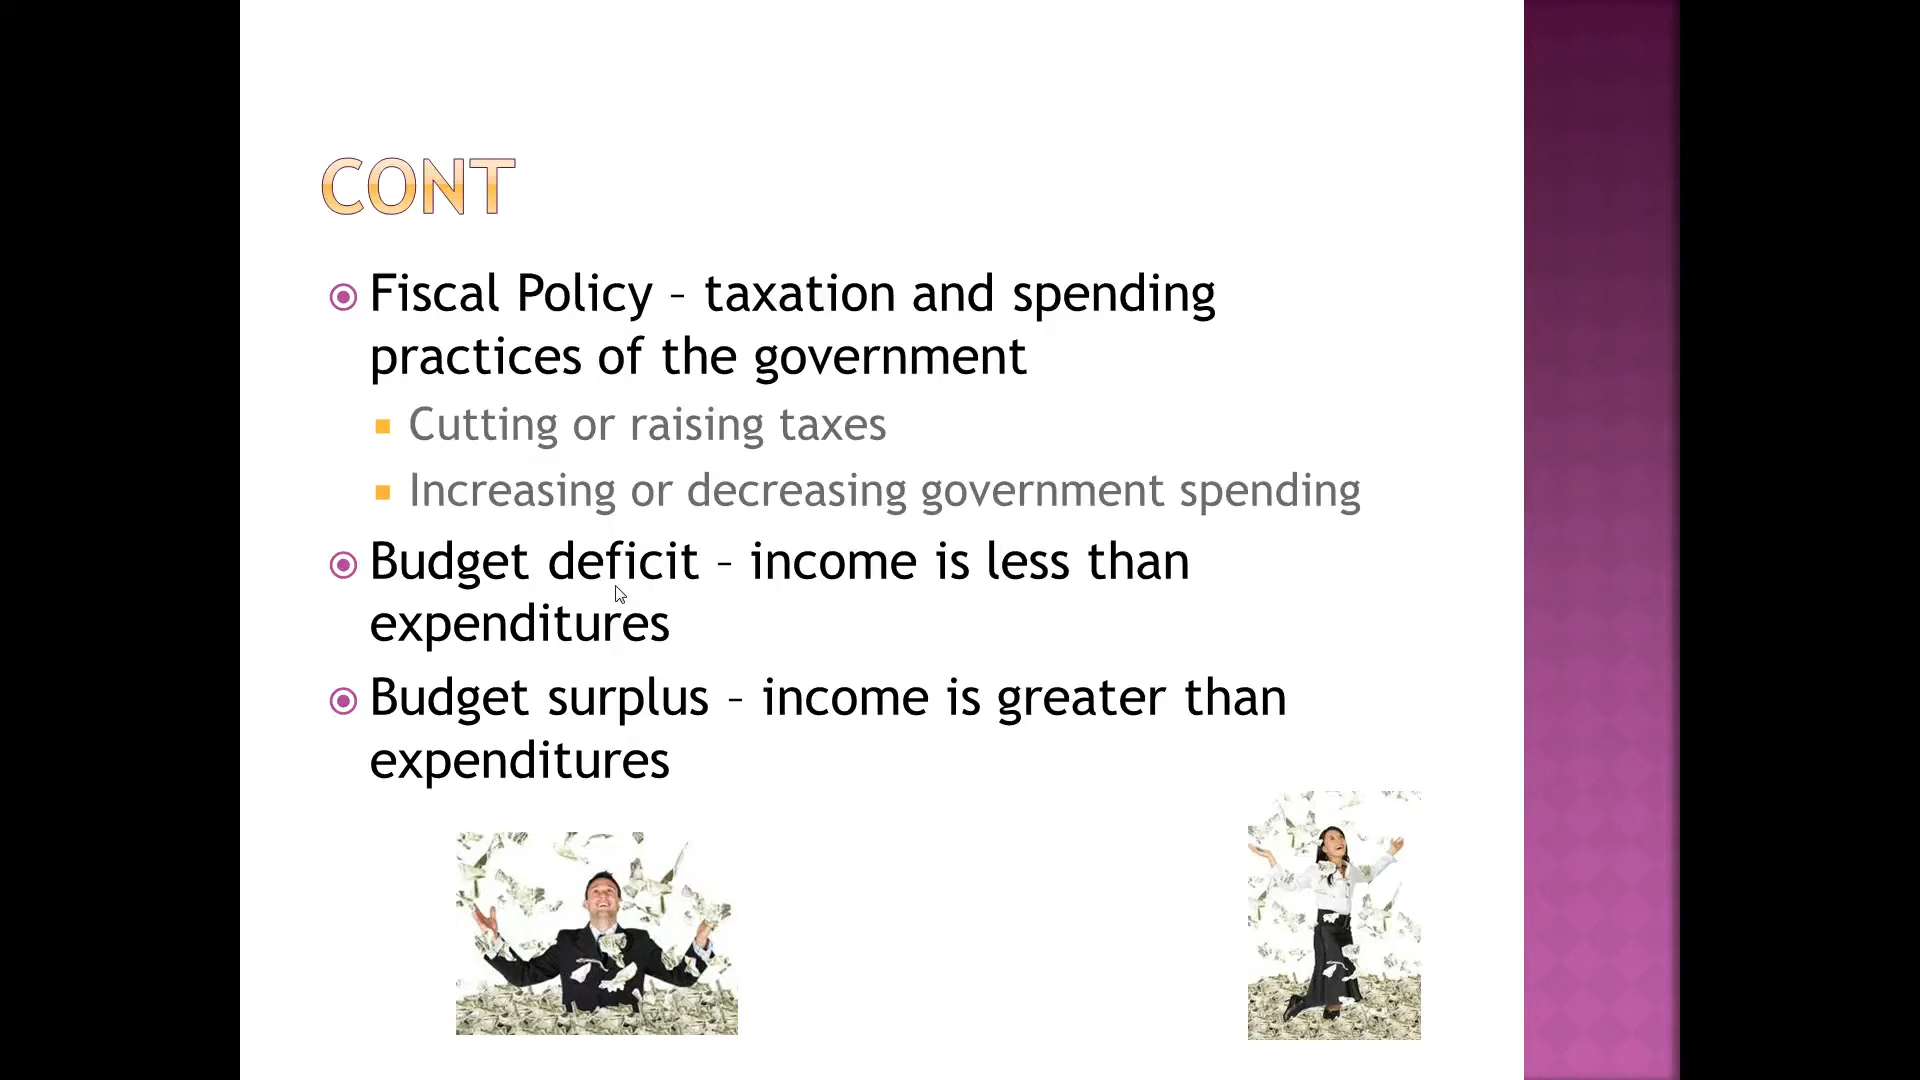 CONT
Fiscal Policy – taxation and spending
practices of the government
Cutting or raising taxes
Increasing or decreasing government spending
Budget deficit – income is less than
expenditures
Budget surplus – income is greater than
expenditures